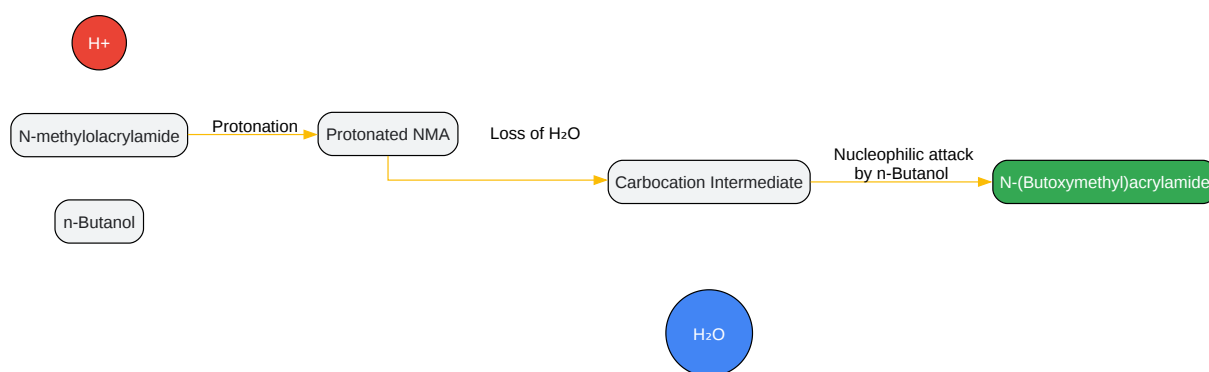 H+
N-methylolacrylamide
Protonation
Protonated NMA
Loss of H₂O
n-Butanol
Carbocation Intermediate
Nucleophilic attack
by n-Butanol
N-(Butoxymethyl)acrylamide
H₂O